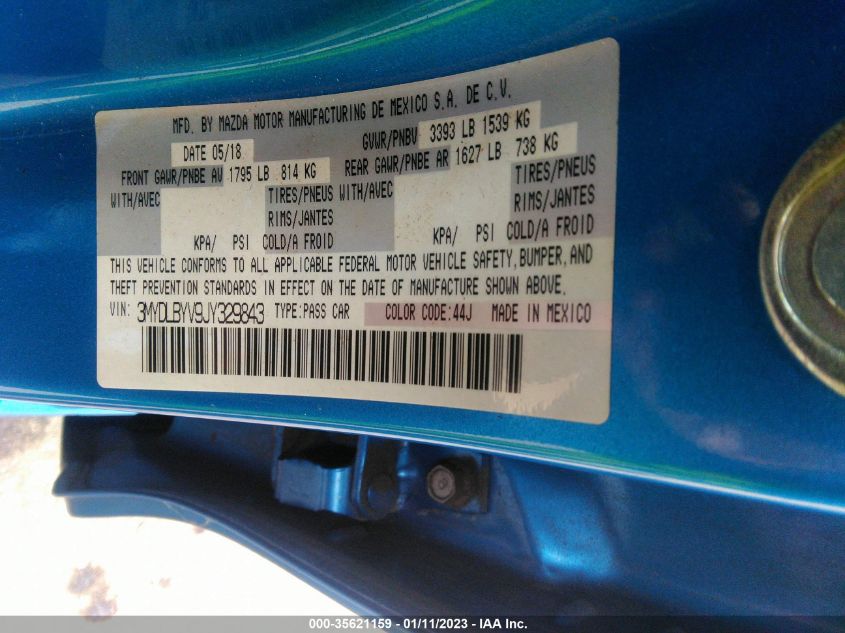 MFD. BY MAZDA MOTOR MANUFACTURING DE MEXICO S.A. DE C.V.
DATE 05/18 GVWR/PNBV 3393 LB 1539 KG
FRONT GAWR/PNBE AV 1795 LB 814 KG REAR GAWR/PNBE AR 1627 LB 738 KG
WITH/AVEC TIRES/PNEUS WITH/AVEC TIRES/PNEUS
RIMS/JANTES RIMS/JANTES
KPA/ PSI COLD/A FROID KPA/ PSI COLD/A FROID
THIS VEHICLE CONFORMS TO ALL APPLICABLE FEDERAL MOTOR VEHICLE SAFETY, BUMPER, AND
THEFT PREVENTION STANDARDS IN EFFECT ON THE DATE OF MANUFACTURE SHOWN ABOVE.
VIN: 3MYDLBYV9JY329843 TYPE:PASS CAR COLOR CODE:44J MADE IN MEXICO
000-35621159 - 01/11/2023 - IAA Inc.